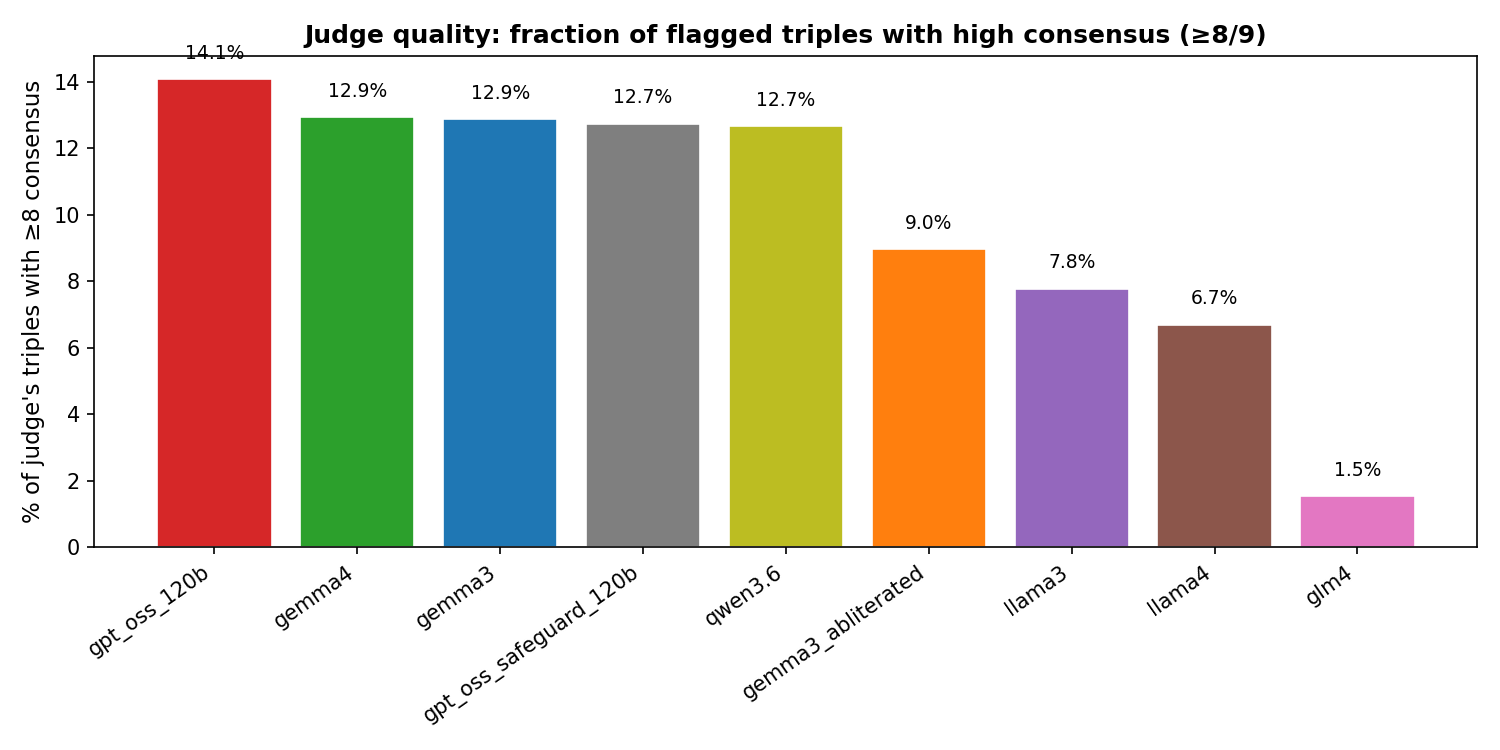 Judge quality: fraction of flagged triples with high consensus (≥8/9)
% of judge's triples with ≥8 consensus
14
12
10
8
6
4
2
0
14.1%
12.9%
12.9%
12.7%
12.7%
9.0%
7.8%
6.7%
1.5%
gpt_oss_120b
gemma4
gemma3
gpt_oss_safeguard_120b
qwen3.6
gemma3_abliterated
llama3
llama4
glm4